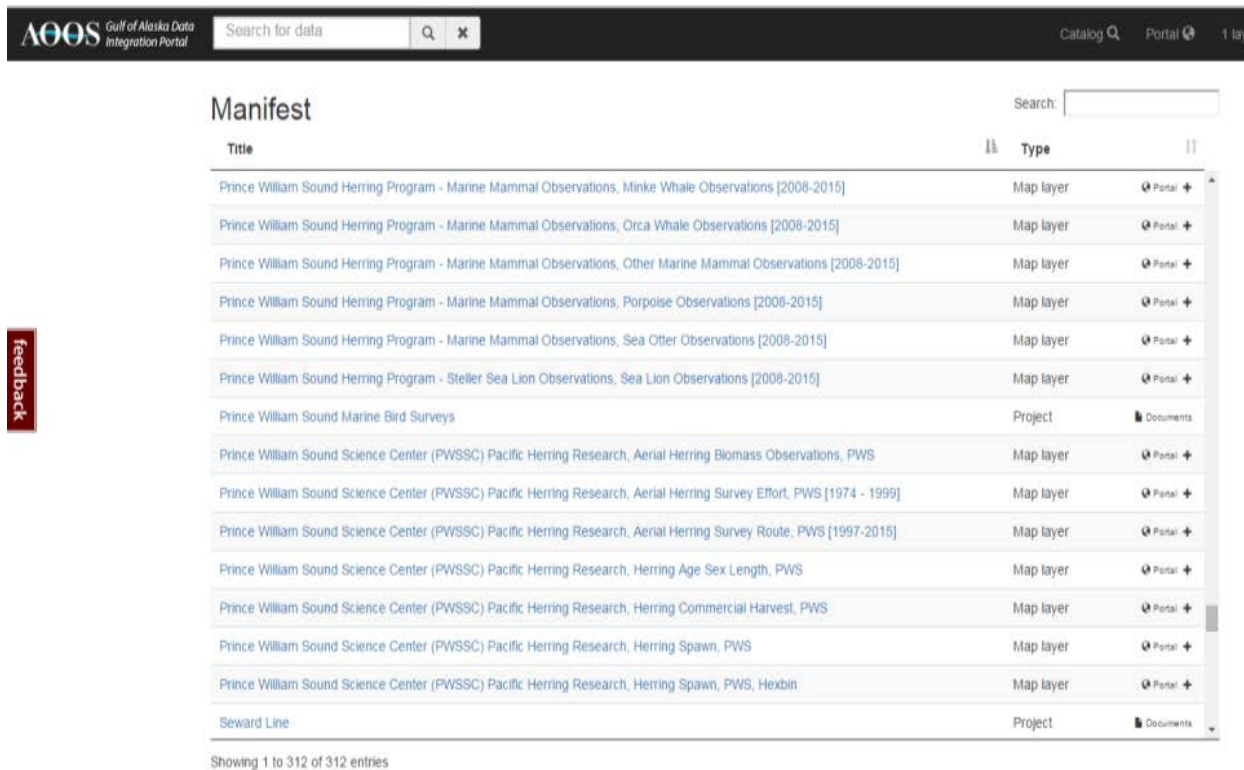 AOOS Gulf of Alaska Data Integration Portal Search for data Catalog Portal 1 lay
Manifest Search:
Title Type
Prince William Sound Herring Program - Marine Mammal Observations, Minke Whale Observations [2008-2015] Map layer Portal +
Prince William Sound Herring Program - Marine Mammal Observations, Orca Whale Observations [2008-2015] Map layer Portal +
Prince William Sound Herring Program - Marine Mammal Observations, Other Marine Mammal Observations [2008-2015] Map layer Portal +
Prince William Sound Herring Program - Marine Mammal Observations, Porpoise Observations [2008-2015] Map layer Portal +
Prince William Sound Herring Program - Marine Mammal Observations, Sea Otter Observations [2008-2015] Map layer Portal +
Prince William Sound Herring Program - Steller Sea Lion Observations, Sea Lion Observations [2008-2015] Map layer Portal +
feedback
Prince William Sound Marine Bird Surveys Project Documents
Prince William Sound Science Center (PWSSC) Pacific Herring Research, Aerial Herring Biomass Observations, PWS Map layer Portal +
Prince William Sound Science Center (PWSSC) Pacific Herring Research, Aerial Herring Survey Effort, PWS [1974 - 1999] Map layer Portal +
Prince William Sound Science Center (PWSSC) Pacific Herring Research, Aerial Herring Survey Route, PWS [1997-2015] Map layer Portal +
Prince William Sound Science Center (PWSSC) Pacific Herring Research, Herring Age Sex Length, PWS Map layer Portal +
Prince William Sound Science Center (PWSSC) Pacific Herring Research, Herring Commercial Harvest, PWS Map layer Portal +
Prince William Sound Science Center (PWSSC) Pacific Herring Research, Herring Spawn, PWS Map layer Portal +
Prince William Sound Science Center (PWSSC) Pacific Herring Research, Herring Spawn, PWS, Hexbin Map layer Portal +
Seward Line Project Documents
Showing 1 to 312 of 312 entries